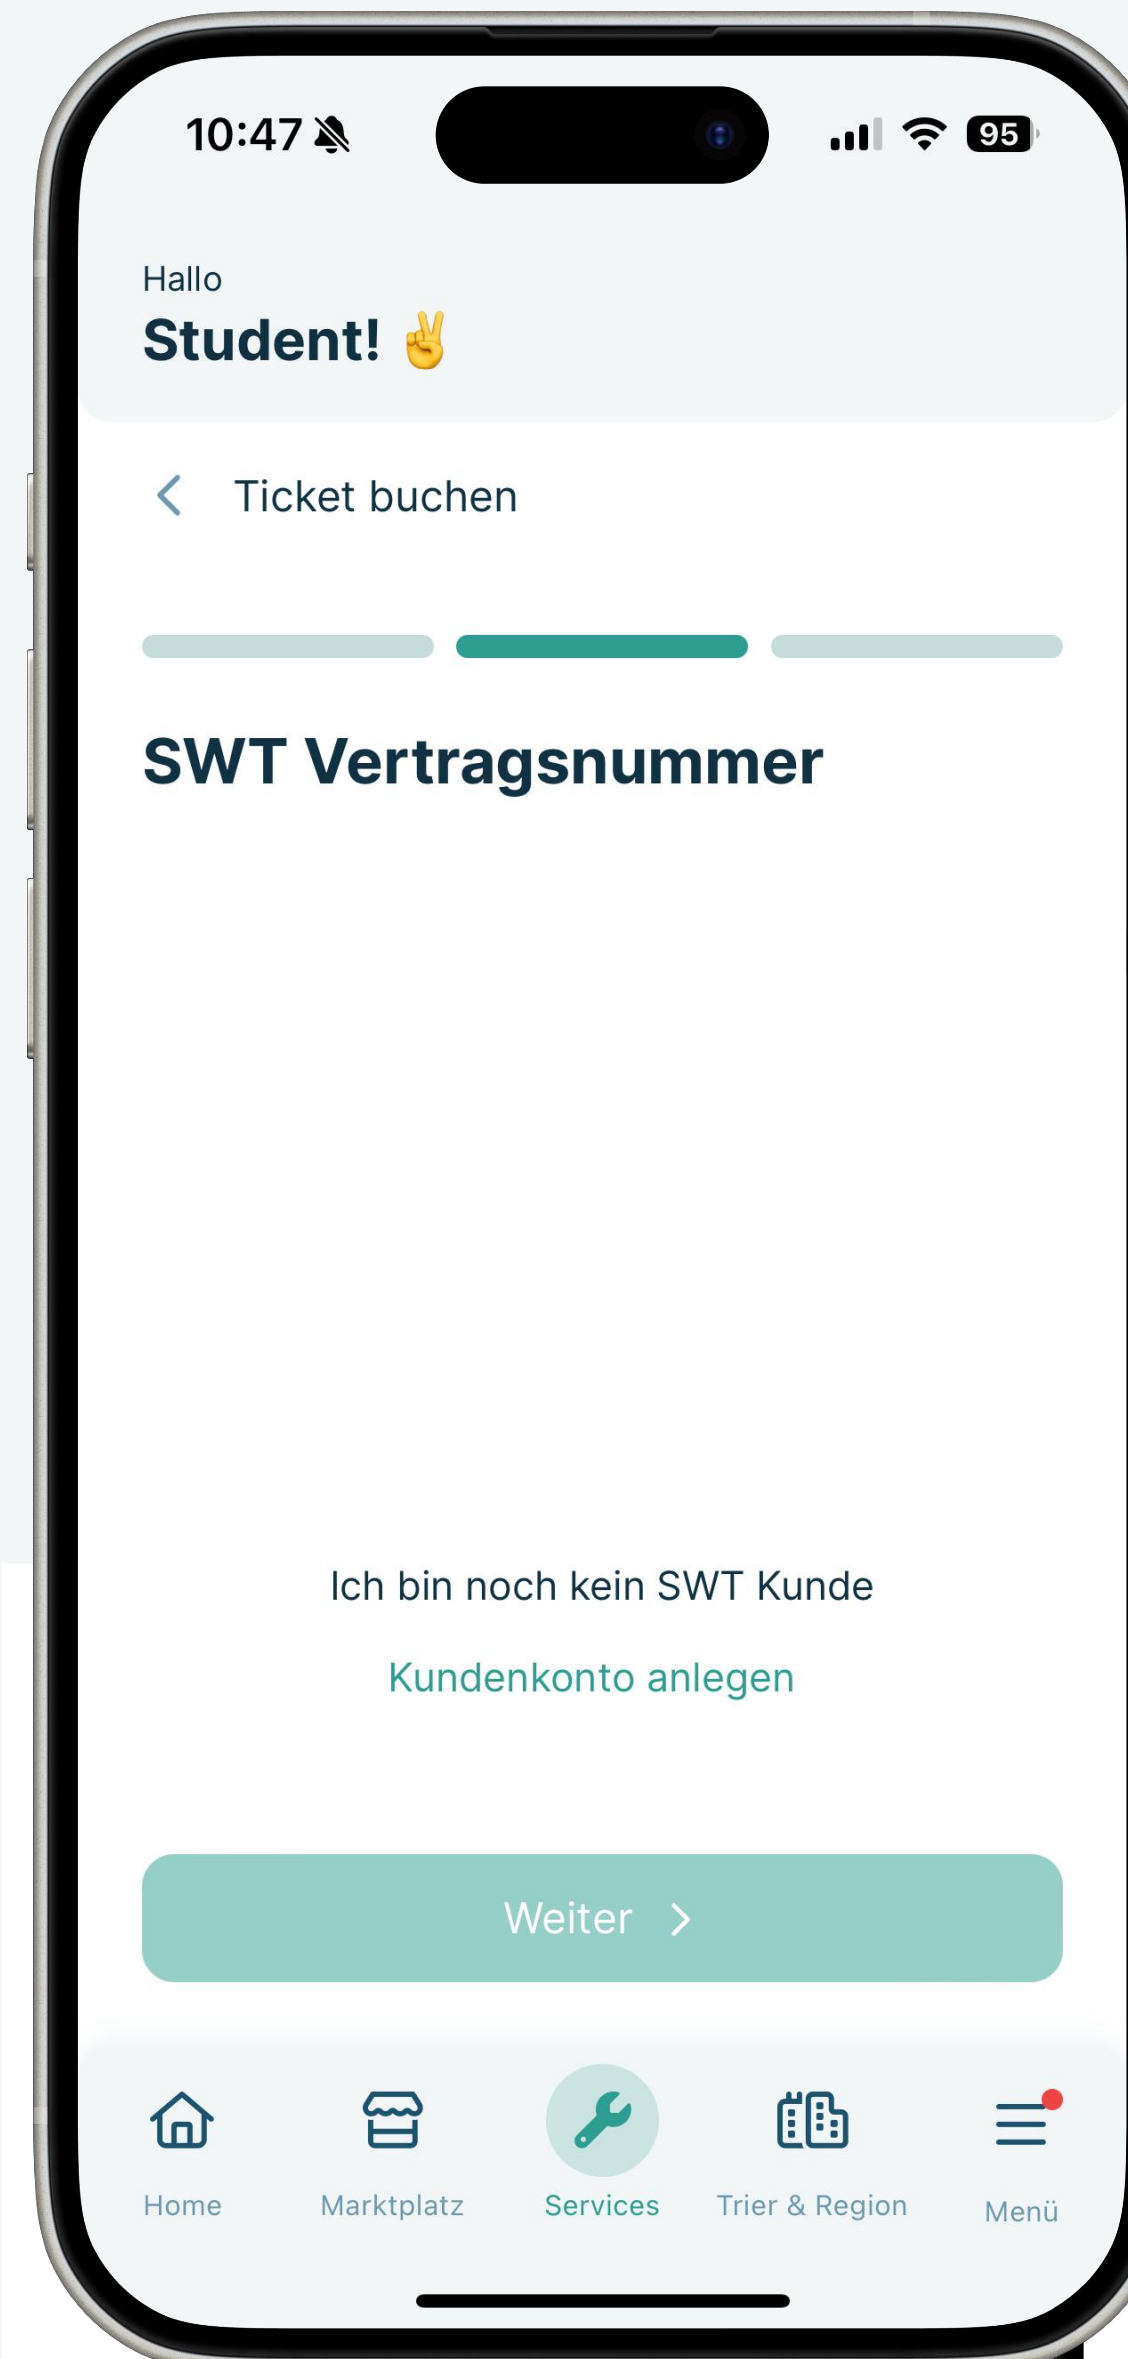 10:47
95
Hallo
Student! ✌️
Ticket buchen
SWT Vertragsnummer
Ich bin noch kein SWT Kunde
Kundenkonto anlegen
Weiter
Home
Marktplatz
Services
Trier & Region
Menü